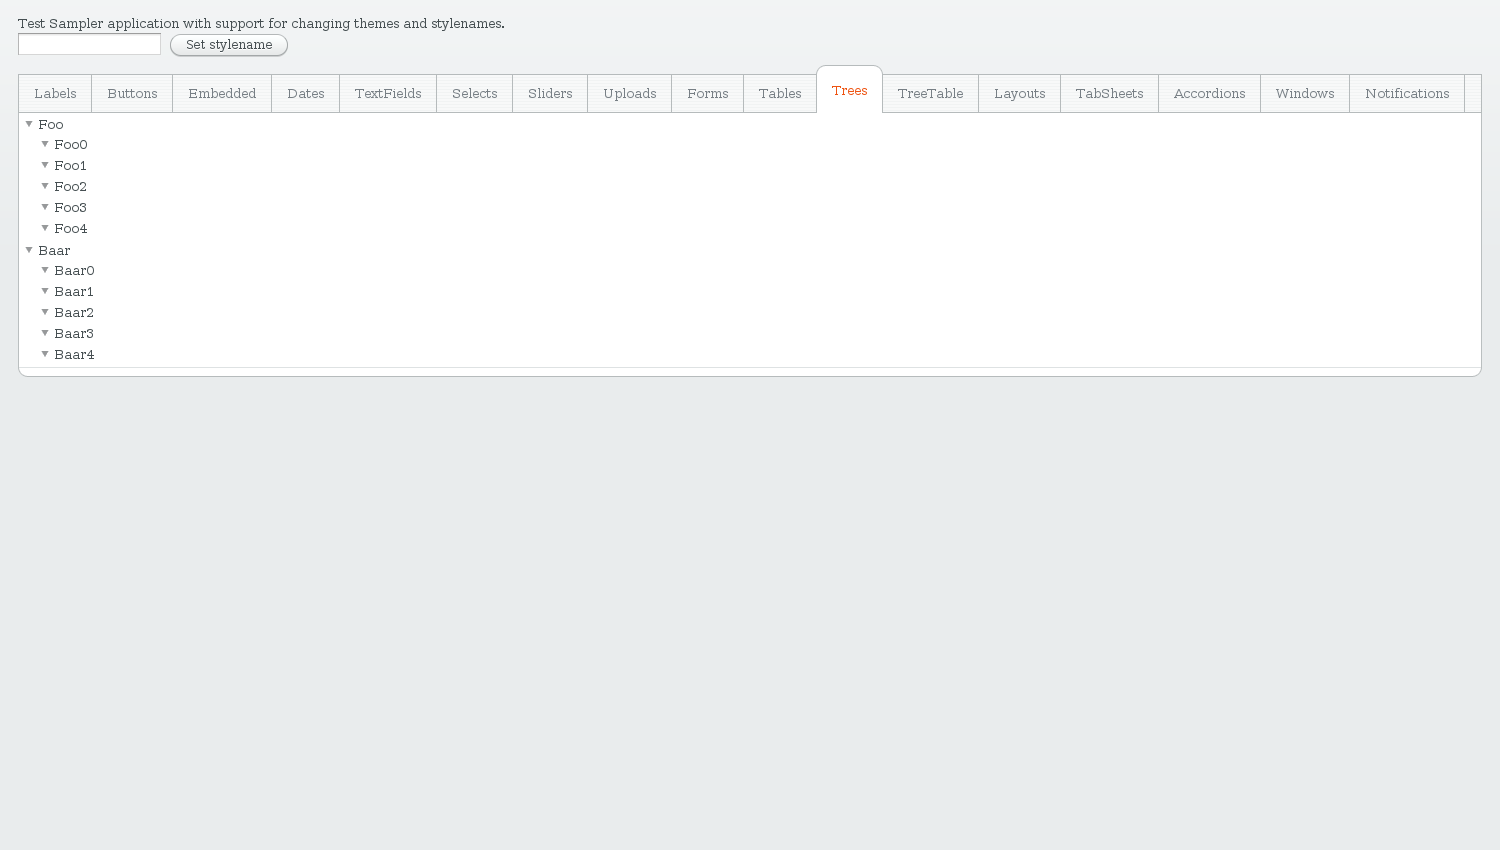 Test Sampler application with support for changing themes and stylenames.
Set stylename
Labels Buttons Embedded Dates TextFields Selects Sliders Uploads Forms Tables Trees TreeTable Layouts TabSheets Accordions Windows Notifications
Foo
Foo0
Foo1
Foo2
Foo3
Foo4
Baar
Baar0
Baar1
Baar2
Baar3
Baar4